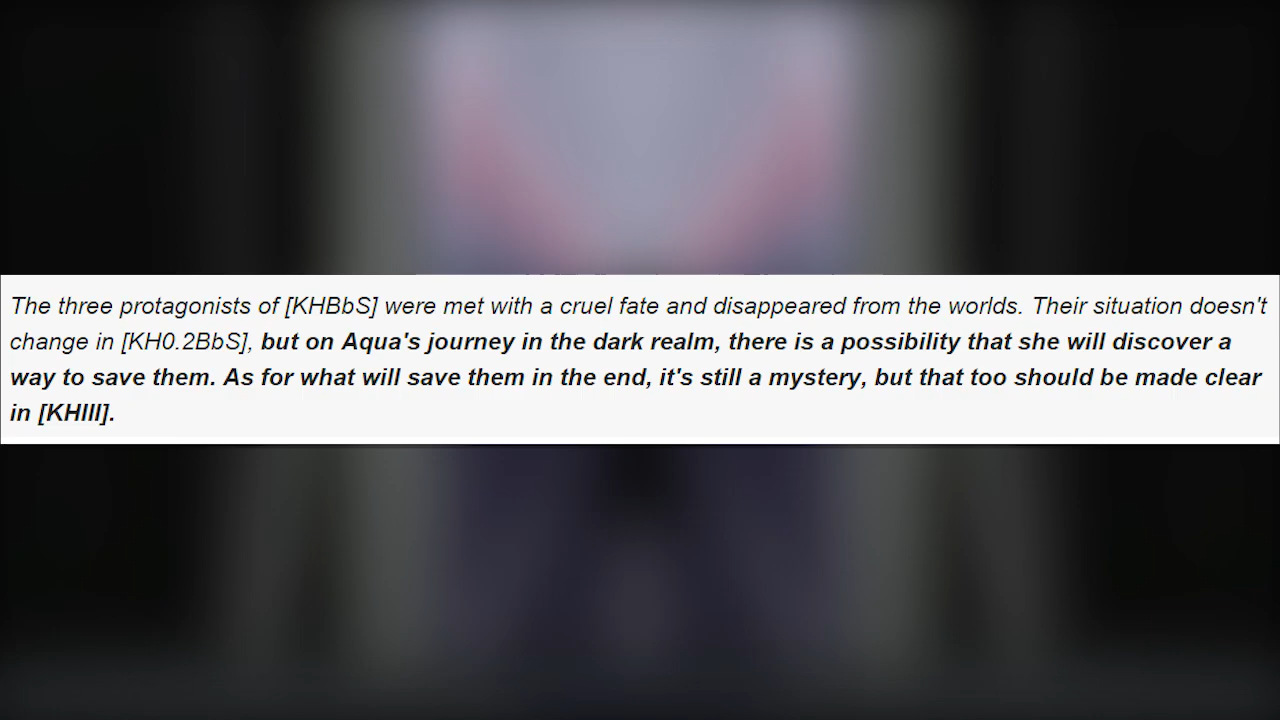 The three protagonists of [KHBbS] were met with a cruel fate and disappeared from the worlds. Their situation doesn't
change in [KH0.2BbS], but on Aqua's journey in the dark realm, there is a possibility that she will discover a
way to save them. As for what will save them in the end, it's still a mystery, but that too should be made clear
in [KHIII].